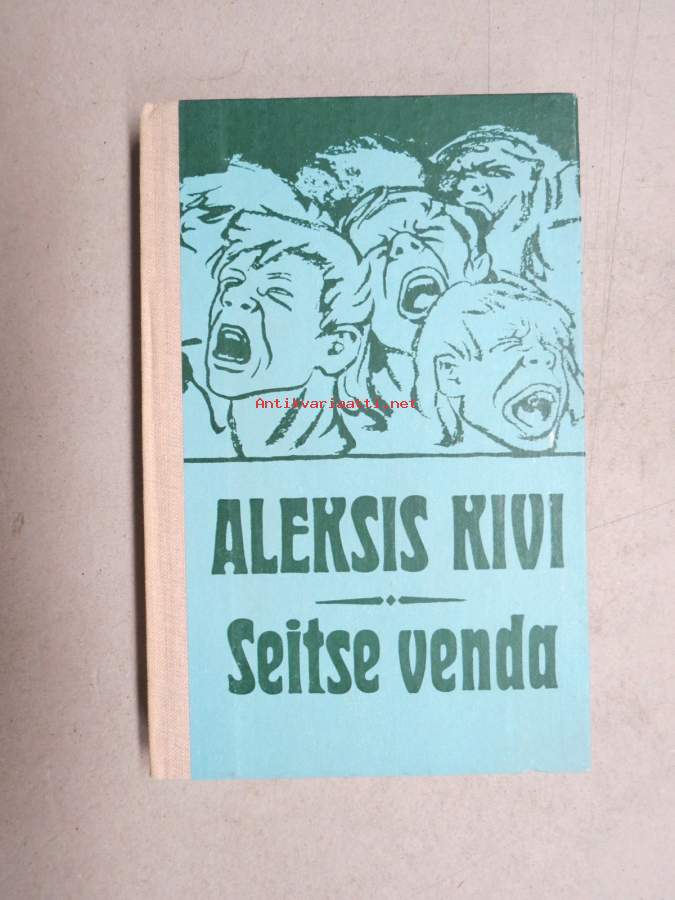 Antikvariaatti.net
ALEKSIS KIVI
Seitse venda